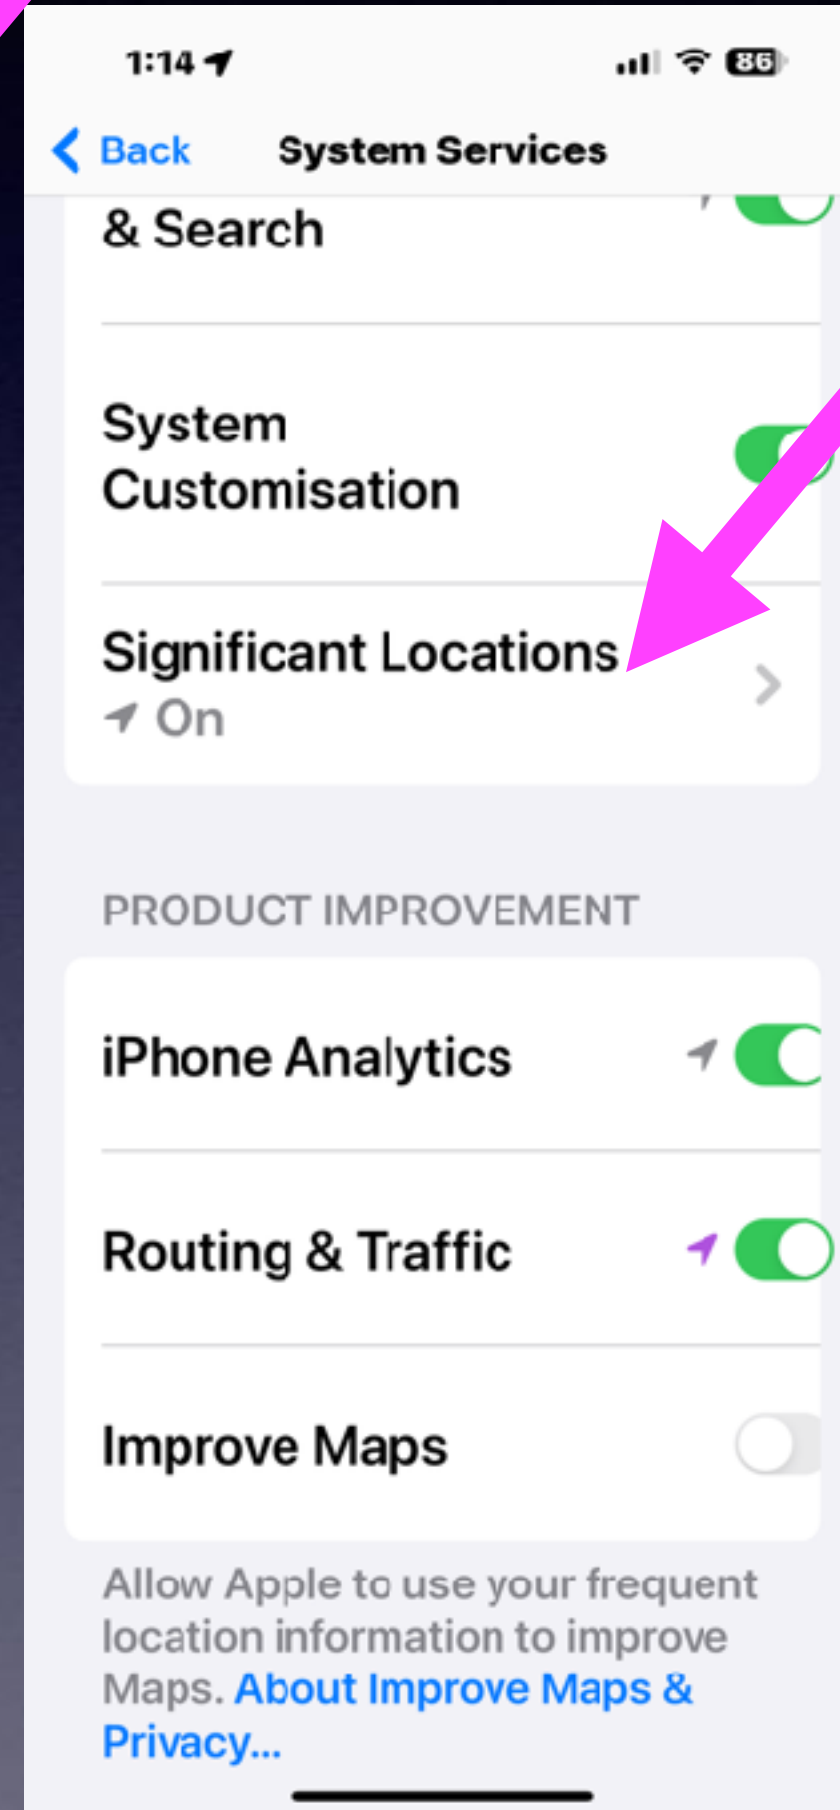 1:14
86
Back
System Services
& Search
System
Customisation
Significant Locations
On
PRODUCT IMPROVEMENT
iPhone Analytics
Routing & Traffic
Improve Maps
Allow Apple to use your frequent
location information to improve
Maps. About Improve Maps &
Privacy...